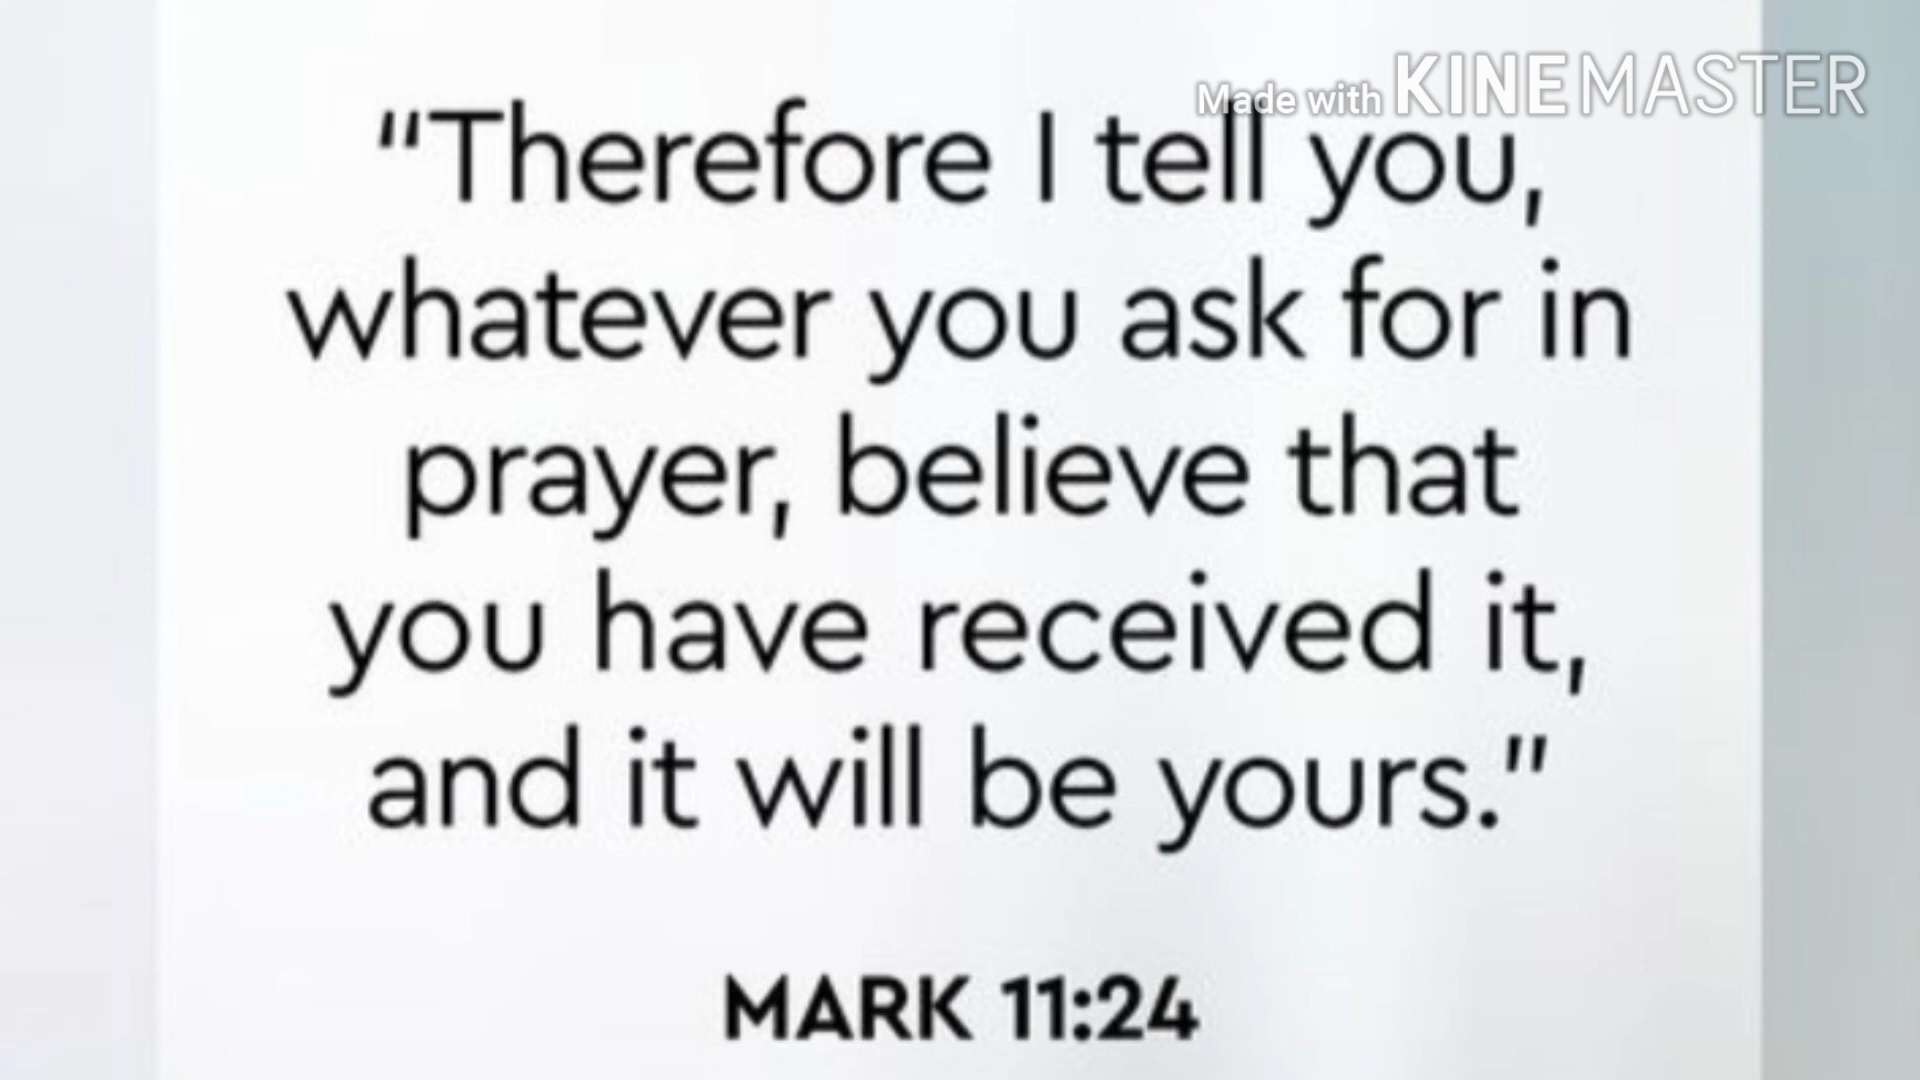 Made with KINEMASTER
"Therefore I tell you,
whatever you ask for in
prayer, believe that
you have received it,
and it will be yours."
MARK 11:24